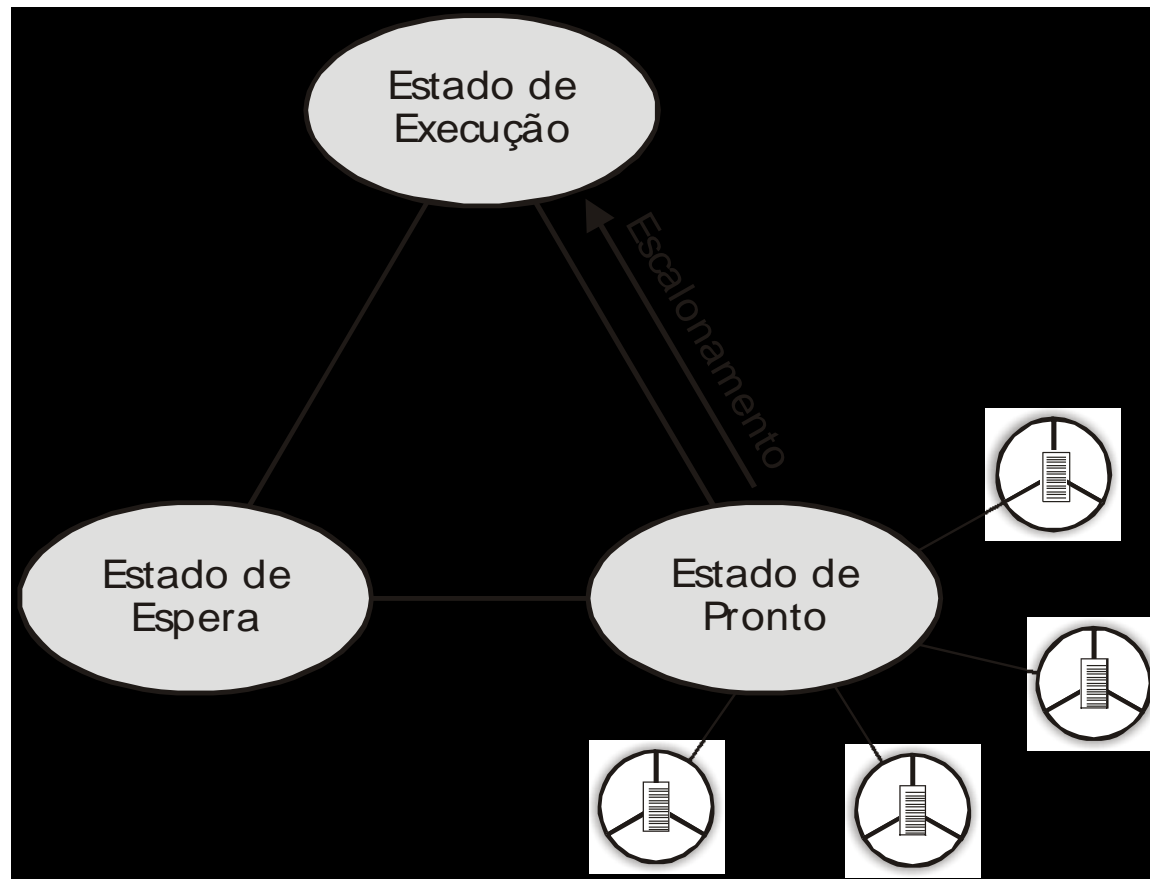 Estado de
Execução
Escalonamento
Estado de
Espera
Estado de
Pronto